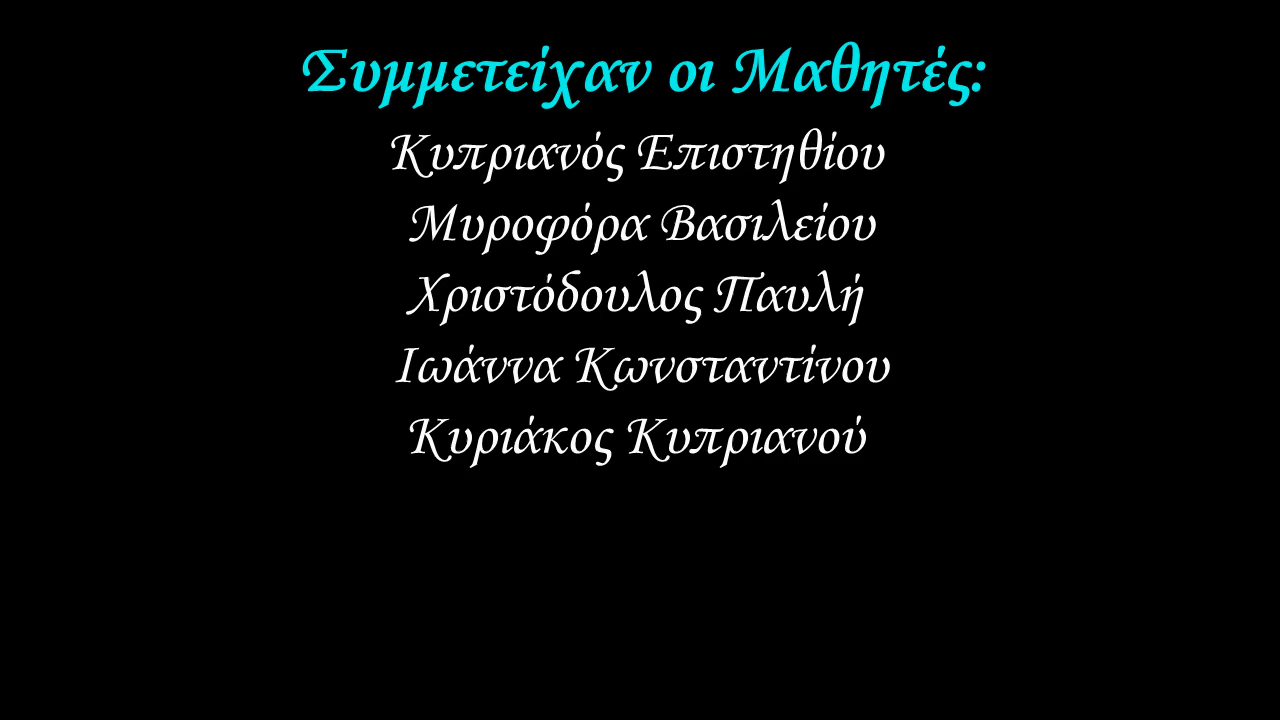 Συμμετείχαν οι Μαθητές:
Κυπριανός Επιστηθίου
Μυροφόρα Βασιλείου
Χριστόδουλος Παυλή
Ιωάννα Κωνσταντίνου
Κυριάκος Κυπριανού